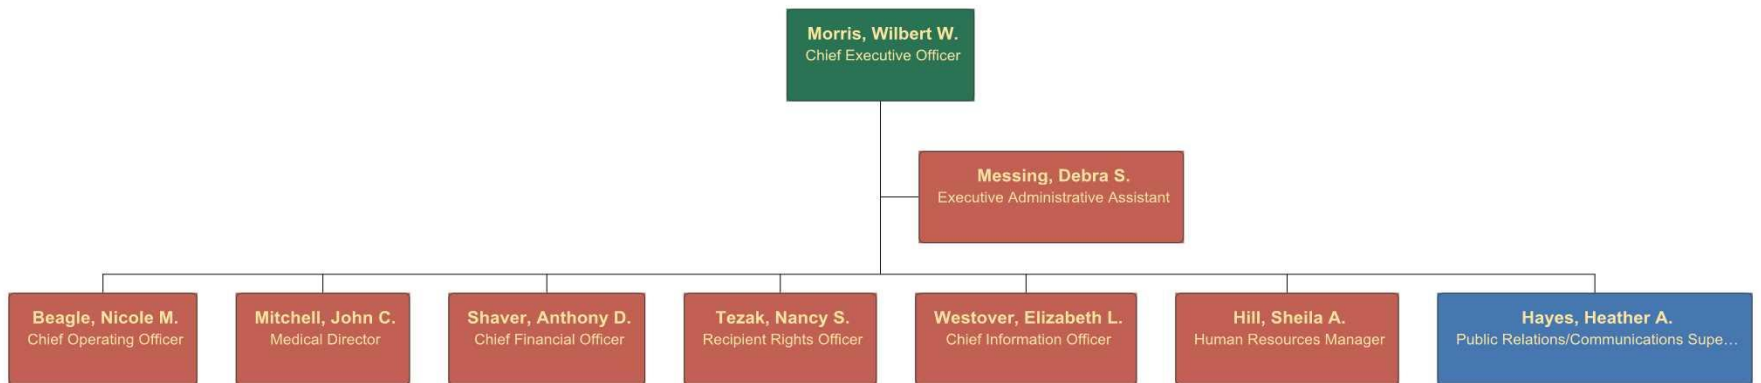 Morris, Wilbert W.
Chief Executive Officer
Messing, Debra S.
Executive Administrative Assistant
Beagle, Nicole M.
Chief Operating Officer
Mitchell, John C.
Medical Director
Shaver, Anthony D.
Chief Financial Officer
Tezak, Nancy S.
Recipient Rights Officer
Westover, Elizabeth L.
Chief Information Officer
Hill, Sheila A.
Human Resources Manager
Hayes, Heather A.
Public Relations/Communications Supe…